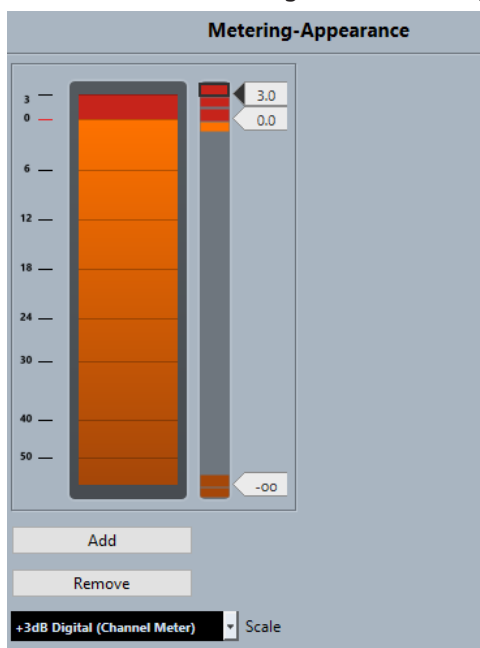 Metering-Appearance
3
0
6
12
18
24
30
40
50
3.0
0.0
-oo
Add
Remove
+3dB Digital (Channel Meter)
Scale